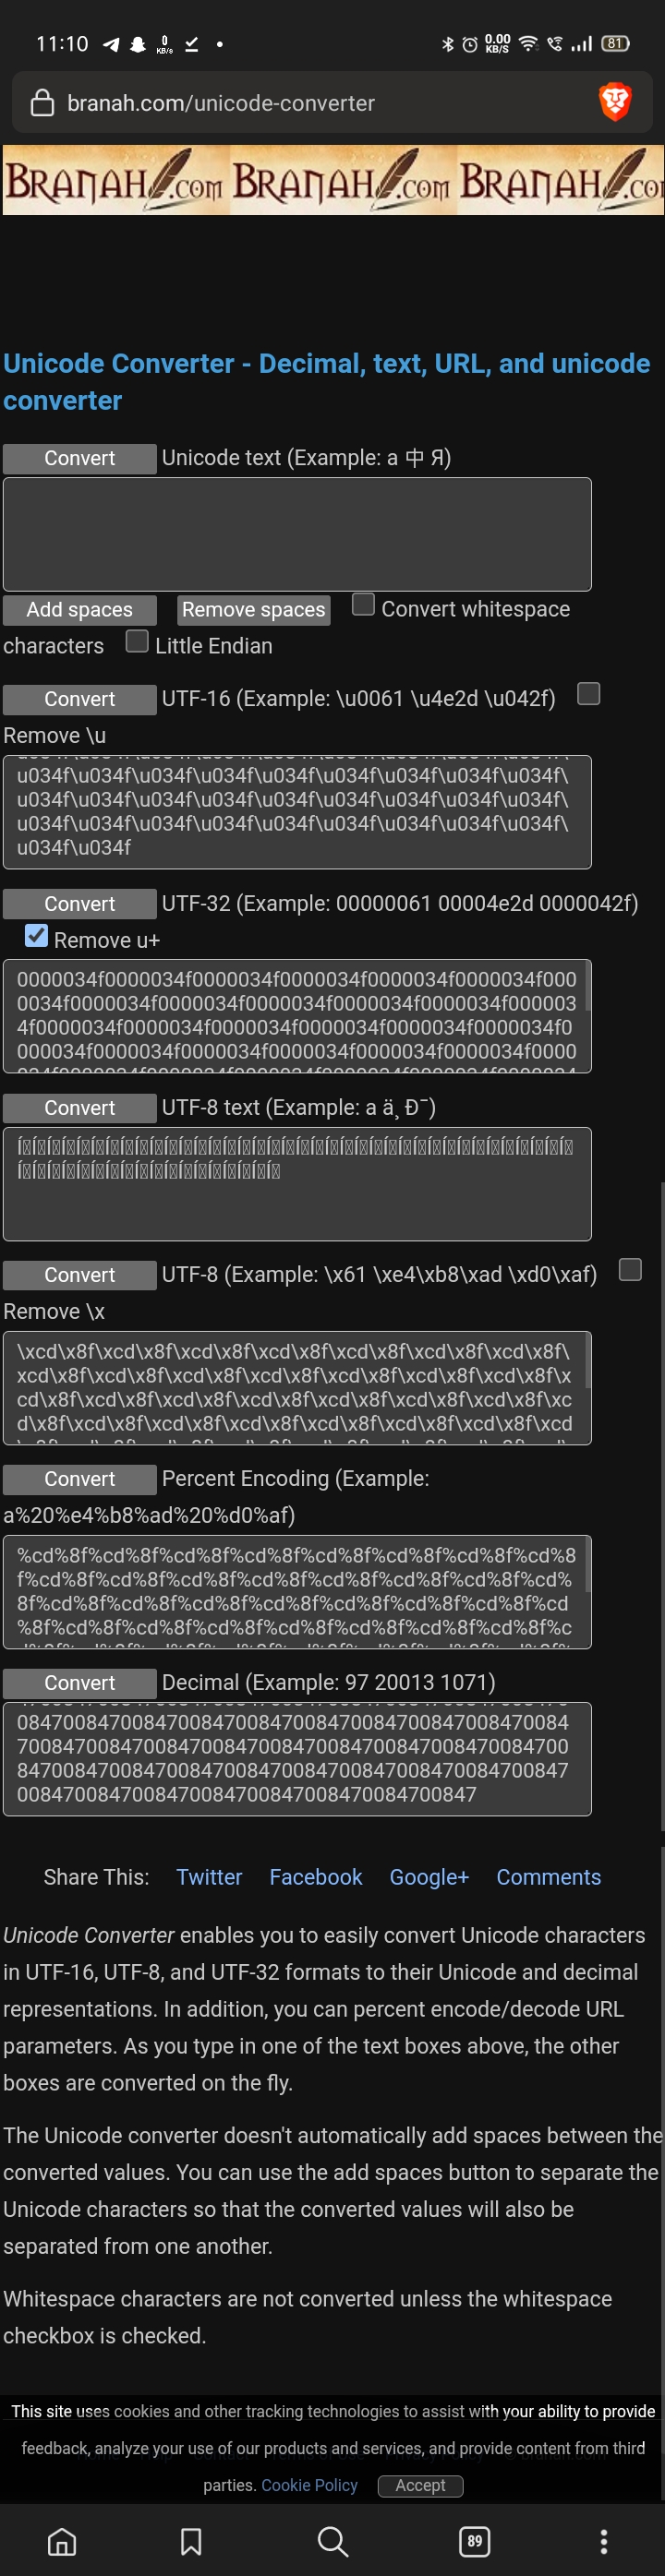 11:10 0 KB/s 0.00 KB/S 81
branah.com/unicode-converter
BRANAH.COM BRANAH.COM BRANAH.CO
Unicode Converter - Decimal, text, URL, and unicode
converter
Convert Unicode text (Example: a 中 Я)
Add spaces Remove spaces Convert whitespace
characters Little Endian
Convert UTF-16 (Example: \u0061 \u4e2d \u042f)
Remove \u
u034f\u034f\u034f\u034f\u034f\u034f\u034f\u034f\u034f\
u034f\u034f\u034f\u034f\u034f\u034f\u034f\u034f\u034f\
u034f\u034f\u034f\u034f\u034f\u034f\u034f\u034f\u034f\
u034f\u034f
Convert UTF-32 (Example: 00000061 00004e2d 0000042f)
Remove u+
0000034f0000034f0000034f0000034f0000034f0000034f000
0034f0000034f0000034f0000034f0000034f0000034f000003
4f0000034f0000034f0000034f0000034f0000034f0000034f0
000034f0000034f0000034f0000034f0000034f0000034f0000
Convert UTF-8 text (Example: a ä¸ Ð¯)
Convert UTF-8 (Example: \x61 \xe4\xb8\xad \xd0\xaf)
Remove \x
\xcd\x8f\xcd\x8f\xcd\x8f\xcd\x8f\xcd\x8f\xcd\x8f\xcd\x8f\
xcd\x8f\xcd\x8f\xcd\x8f\xcd\x8f\xcd\x8f\xcd\x8f\xcd\x8f\x
cd\x8f\xcd\x8f\xcd\x8f\xcd\x8f\xcd\x8f\xcd\x8f\xcd\x8f\xc
d\x8f\xcd\x8f\xcd\x8f\xcd\x8f\xcd\x8f\xcd\x8f\xcd\x8f\xcd
Convert Percent Encoding (Example:
a%20%e4%b8%ad%20%d0%af)
%cd%8f%cd%8f%cd%8f%cd%8f%cd%8f%cd%8f%cd%8f%cd%8
f%cd%8f%cd%8f%cd%8f%cd%8f%cd%8f%cd%8f%cd%8f%cd%
8f%cd%8f%cd%8f%cd%8f%cd%8f%cd%8f%cd%8f%cd%8f%cd
%8f%cd%8f%cd%8f%cd%8f%cd%8f%cd%8f%cd%8f%cd%8f%c
Convert Decimal (Example: 97 20013 1071)
08470084700847008470084700847008470084700847008470084
700847008470084700847008470084700847008470084700
847008470084700847008470084700847008470084700847
0084700847008470084700847008470084700847
Share This: Twitter Facebook Google+ Comments
Unicode Converter enables you to easily convert Unicode characters
in UTF-16, UTF-8, and UTF-32 formats to their Unicode and decimal
representations. In addition, you can percent encode/decode URL
parameters. As you type in one of the text boxes above, the other
boxes are converted on the fly.
The Unicode converter doesn't automatically add spaces between the
converted values. You can use the add spaces button to separate the
Unicode characters so that the converted values will also be
separated from one another.
Whitespace characters are not converted unless the whitespace
checkbox is checked.
This site uses cookies and other tracking technologies to assist with your ability to provide
feedback, analyze your use of our products and services, and provide content from third
parties. Cookie Policy Accept
89